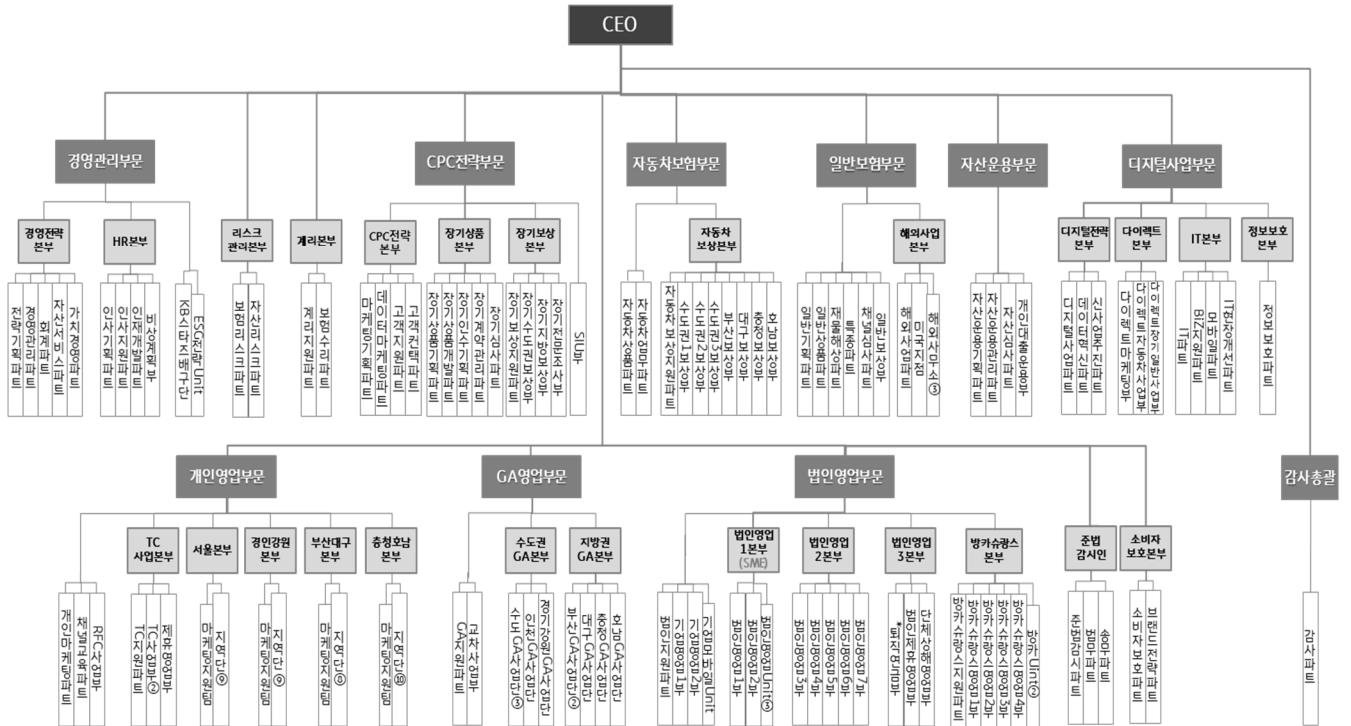 CEO
경영관리부문
CPC전략부문
자동차보험부문
일반보험부문
자산운용부문
디지털사업부문
경영전략
본부
HR본부
리스크
관리본부
계리본부
CPC전략
본부
장기상품
본부
장기보상
본부
자동차
보상본부
해외사업
본부
디지털전략
본부
다이렉트
본부
IT본부
정보보호
본부
전략기획파트
경영관리파트
회계파트
자산서비스파트
가치경영파트
인사기획파트
인사지원파트
인재개발파트
비상계획부
KB스타즈배구단
ESG전략Unit
보험리스크파트
자산리스크파트
계리지원파트
보험수리파트
마케팅기획파트
데이터마케팅파트
고객지원파트
고객컨택파트
장기상품기획파트
장기상품개발파트
장기인수기획파트
장기계약관리파트
장기심사파트
장기보상지원파트
장기수도권보상부
장기지방보상부
장기전문조사부
SIU부
자동차상품파트
자동차업무파트
자동차보상지원파트
수도권1보상부
수도권2보상부
수도권3보상부
부산보상부
대구보상부
충청보상부
호남보상부
일반기획파트
일반상품파트
재물해상파트
특종파트
채널심사파트
일반보상부
해외사업파트
미국지점
해외사무소③
자산운용기획파트
자산운용관리파트
자산심사파트
개인대출운용부
디지털사업파트
데이터혁신파트
신사업추진파트
다이렉트마케팅부
다이렉트자동차사업부
다이렉트장기일반사업부
IT파트
BIZ지원파트
모바일파트
IT현장개선파트
정보보호파트
개인영업부문
GA영업부문
법인영업부문
감사총괄
TC
사업본부
서울본부
경인강원
본부
부산대구
본부
충청호남
본부
수도권
GA본부
지방권
GA본부
법인영업
1본부
(SME)
법인영업
2본부
법인영업
3본부
방카슈랑스
본부
준법
감시인
소비자
보호본부
개인마케팅파트
채널교육파트
RFC사업부
TC지원파트
TC사업부②
제휴영업부
마케팅지원팀
지역단⑨
마케팅지원팀
지역단⑨
마케팅지원팀
지역단⑧
마케팅지원팀
지역단⑩
GA지원파트
교차사업부
수도GA사업단③
인천GA사업단
경기강원GA사업단
부산GA사업단②
대구GA사업단
충청GA사업단
호남GA사업단
법인지원파트
기업영업1부
기업영업2부
기업모바일Unit
법인영업1부
법인영업2부
법인영업Unit③
법인영업3부
법인영업4부
법인영업5부
법인영업6부
법인영업7부
*퇴직연금부
법인제휴영업부
단체상해영업부
방카슈랑스지원파트
방카슈랑스영업1부
방카슈랑스영업2부
방카슈랑스영업3부
방카슈랑스영업4부
방카Unit②
준법감시파트
법무파트
송무파트
소비자보호파트
브랜드전략파트
감사파트